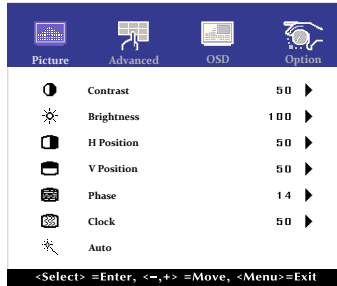 Picture Advanced OSD Option
Contrast 50
Brightness 100
H Position 50
V Position 50
Phase 14
Clock 50
Auto
<Select> =Enter, <−,+> =Move, <Menu>=Exit